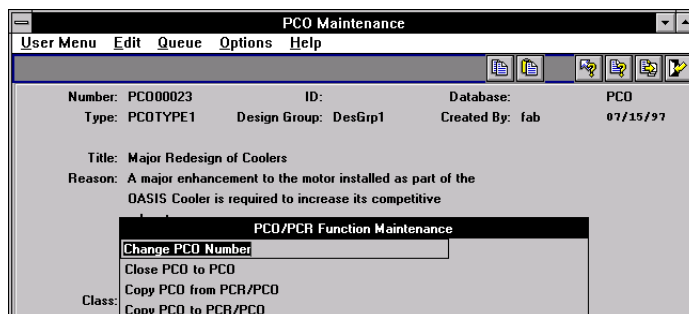 PCO Maintenance
User Menu Edit Queue Options Help
Number: PCO00023 ID: Database: PCO
Type: PCOTYPE1 Design Group: DesGrp1 Created By: fab 07/15/97
Title: Major Redesign of Coolers
Reason: A major enhancement to the motor installed as part of the
OASIS Cooler is required to increase its competitive
PCO/PCR Function Maintenance
Change PCO Number
Close PCO to PCO
Copy PCO from PCR/PCO
Class:
Copy PCO to PCR/PCO